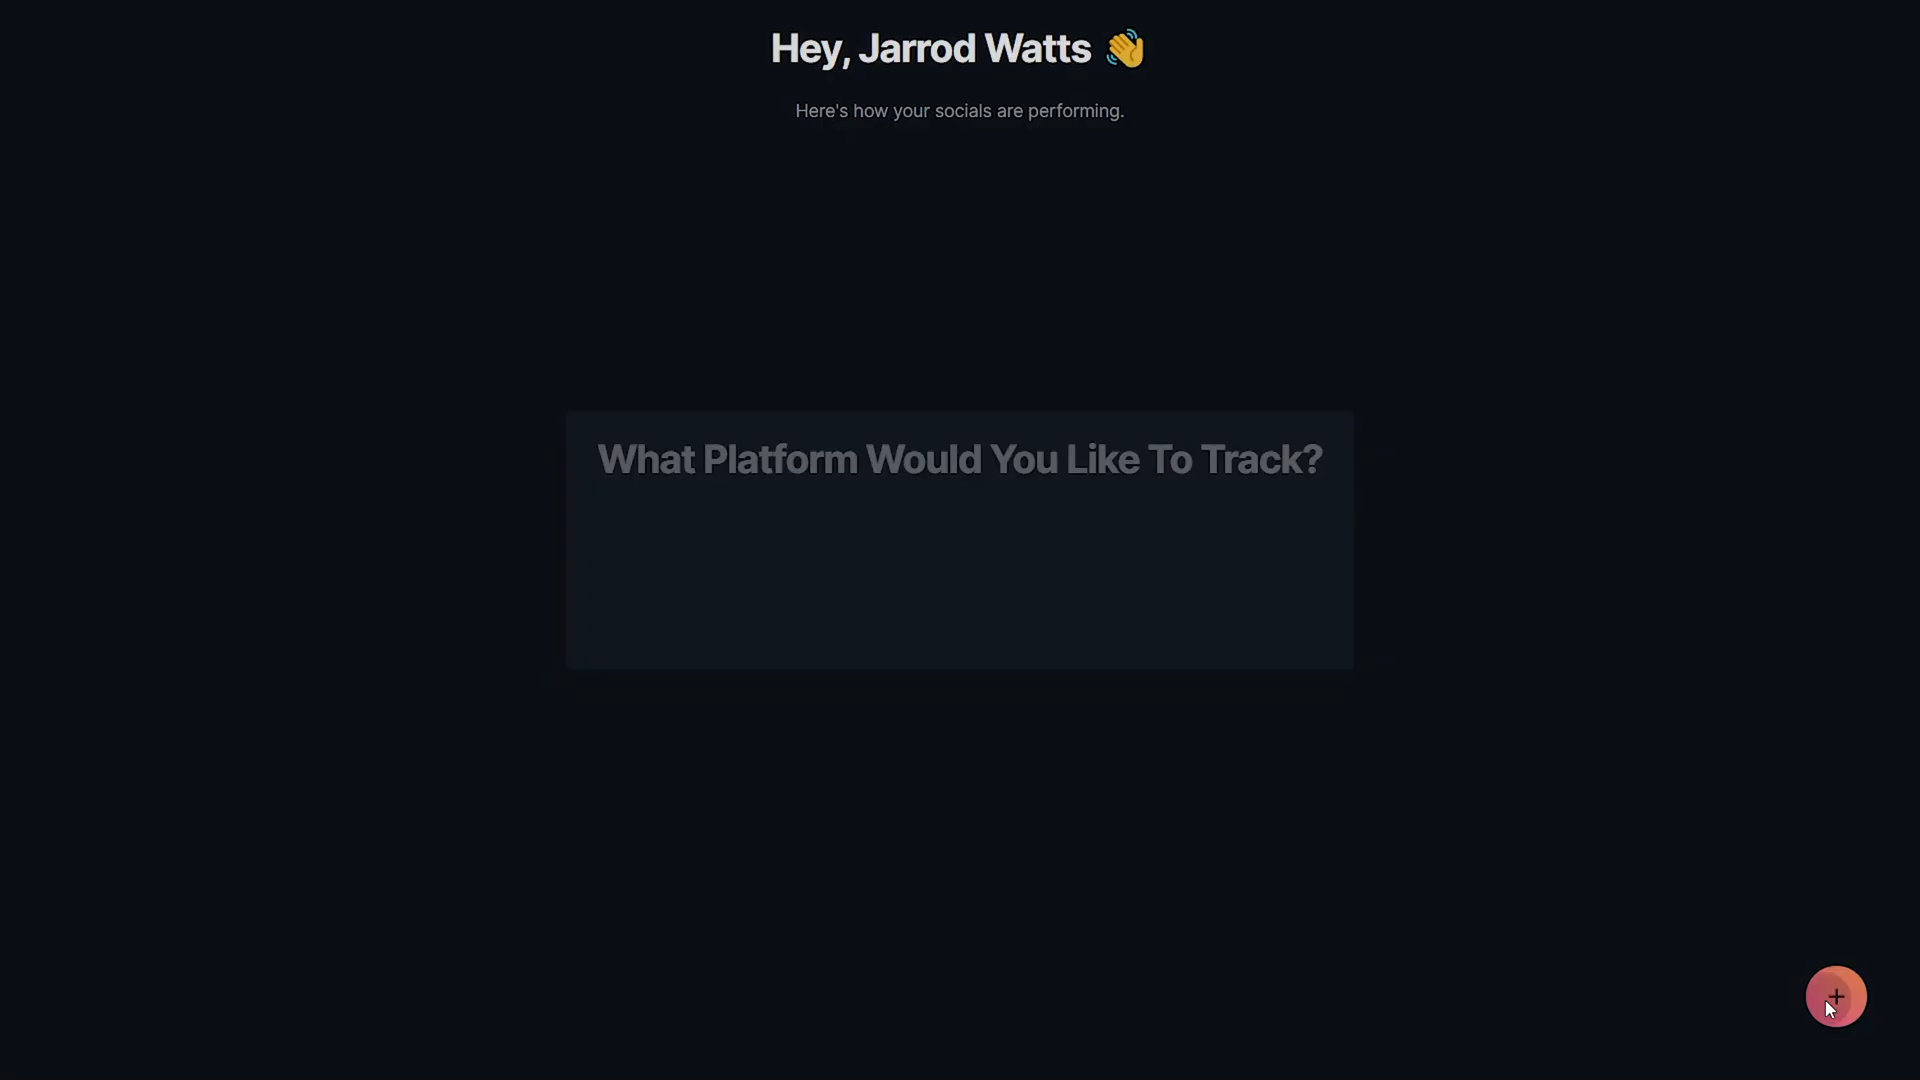 Hey, Jarrod Watts 👋
Here's how your socials are performing.
What Platform Would You Like To Track?
+